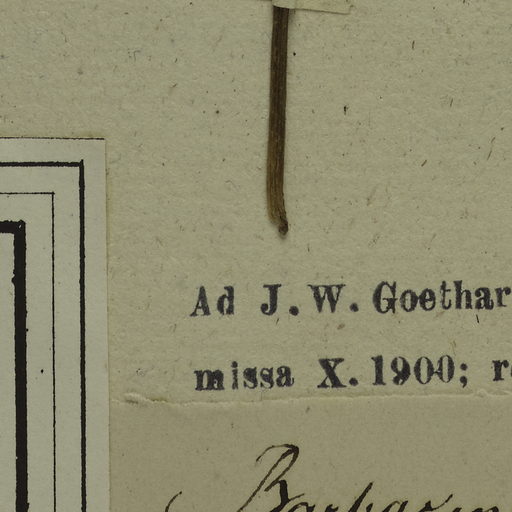 Ad J. W. Goethar
missa X. 1900; r